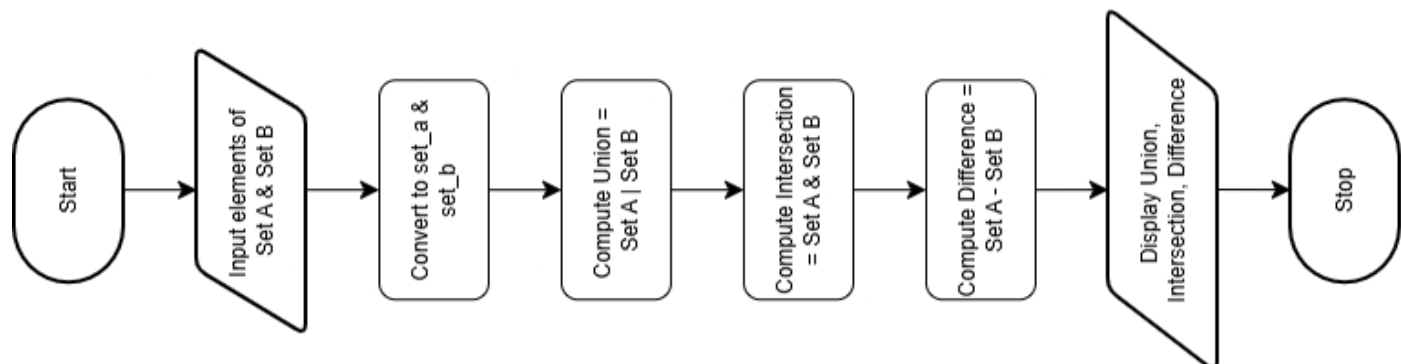 Start
Input elements of
Set A & Set B
Convert to set_a &
set_b
Compute Union =
Set A | Set B
Compute Intersection
= Set A & Set B
Compute Difference =
Set A - Set B
Display Union,
Intersection, Difference
Stop